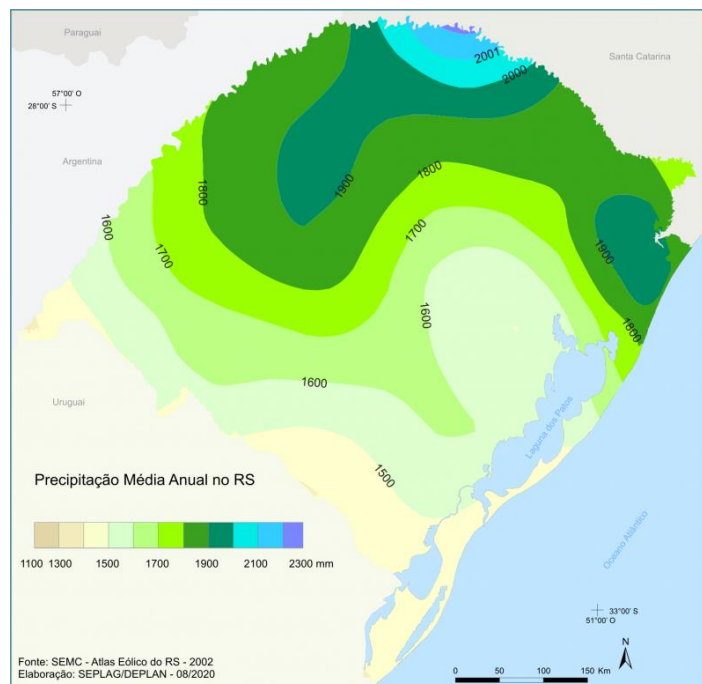 Paraguai
Santa Catarina
2001
2000
57°00' O
28°00' S
Argentina
1800
1900
1800
1600
1700
1700
1900
1600
1800
1600
Uruguai
Laguna dos Patos
1500
Precipitação Média Anual no RS
1100 1300 1500 1700 1900 2100 2300 mm
Oceano Atlântico
33°00' S
51°00' O
N
Fonte: SEMC - Atlas Eólico do RS - 2002
Elaboração: SEPLAG/DEPLAN - 08/2020
0 50 100 150 Km